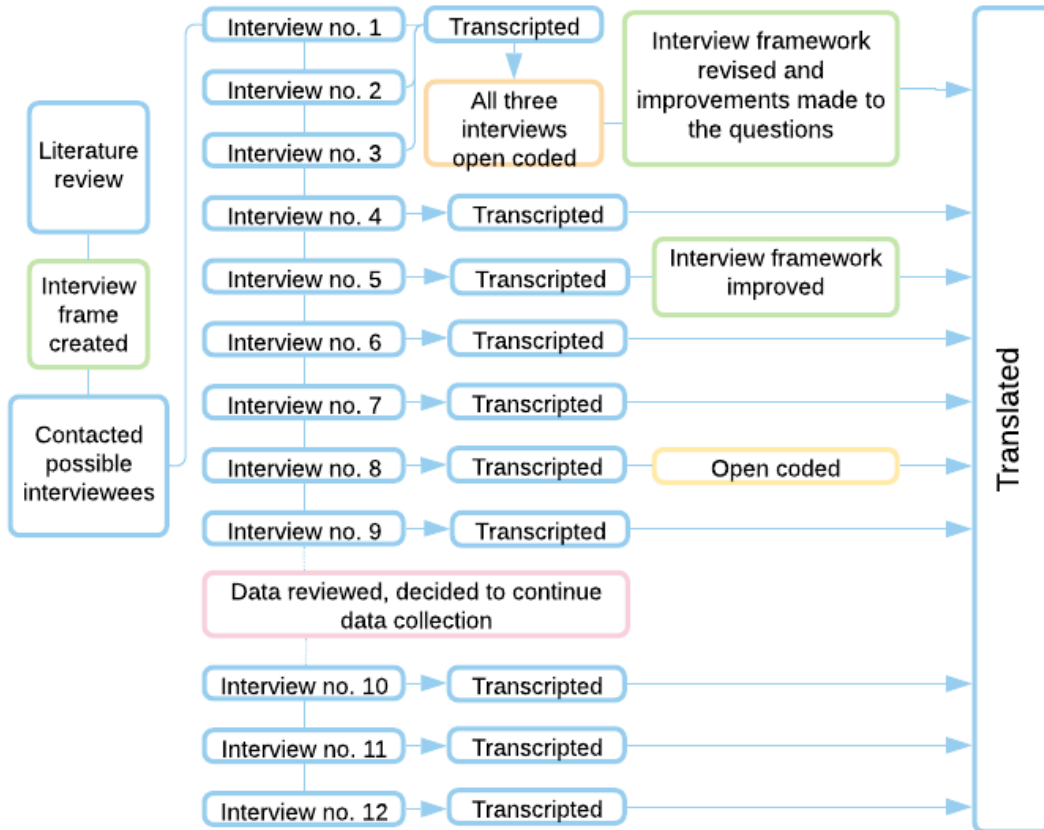 Literature
review
Interview
frame
created
Contacted
possible
interviewees
Interview no. 1
Interview no. 2
Interview no. 3
Transcripted
All three
interviews
open coded
Interview framework
revised and
improvements made to
the questions
Interview no. 4
Transcripted
Interview no. 5
Transcripted
Interview framework
improved
Interview no. 6
Transcripted
Interview no. 7
Transcripted
Interview no. 8
Transcripted
Open coded
Interview no. 9
Transcripted
Data reviewed, decided to continue
data collection
Interview no. 10
Transcripted
Interview no. 11
Transcripted
Interview no. 12
Transcripted
Translated